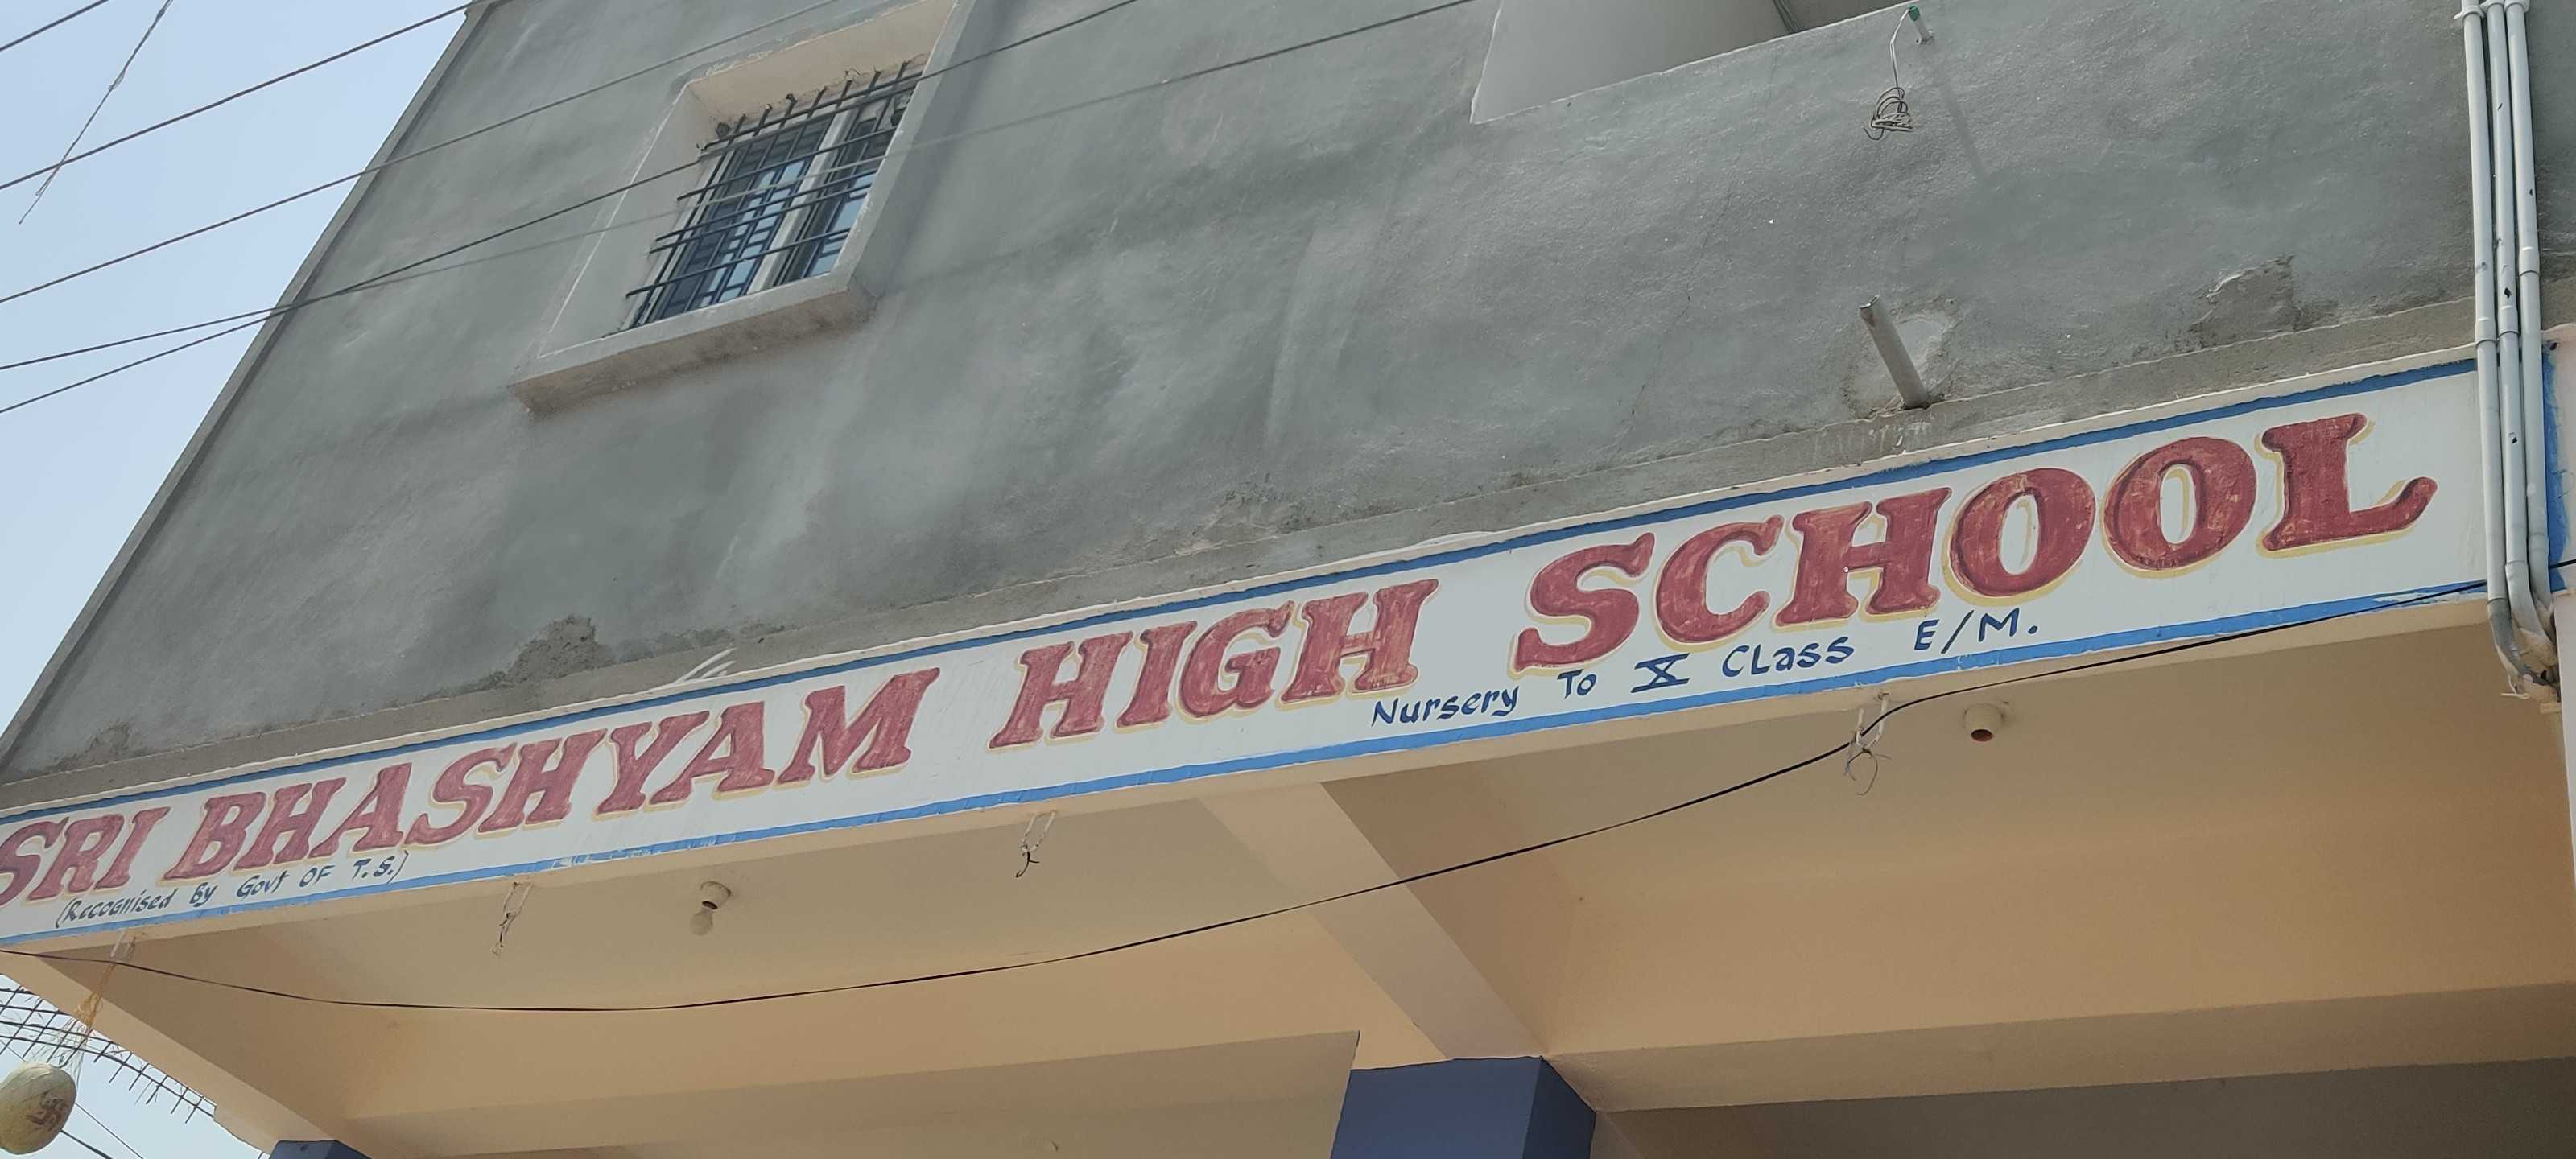 SRI BHASHYAM HIGH SCHOOL
(Recognised By Govt OF T.S.)
Nursery To X CLass E/M.